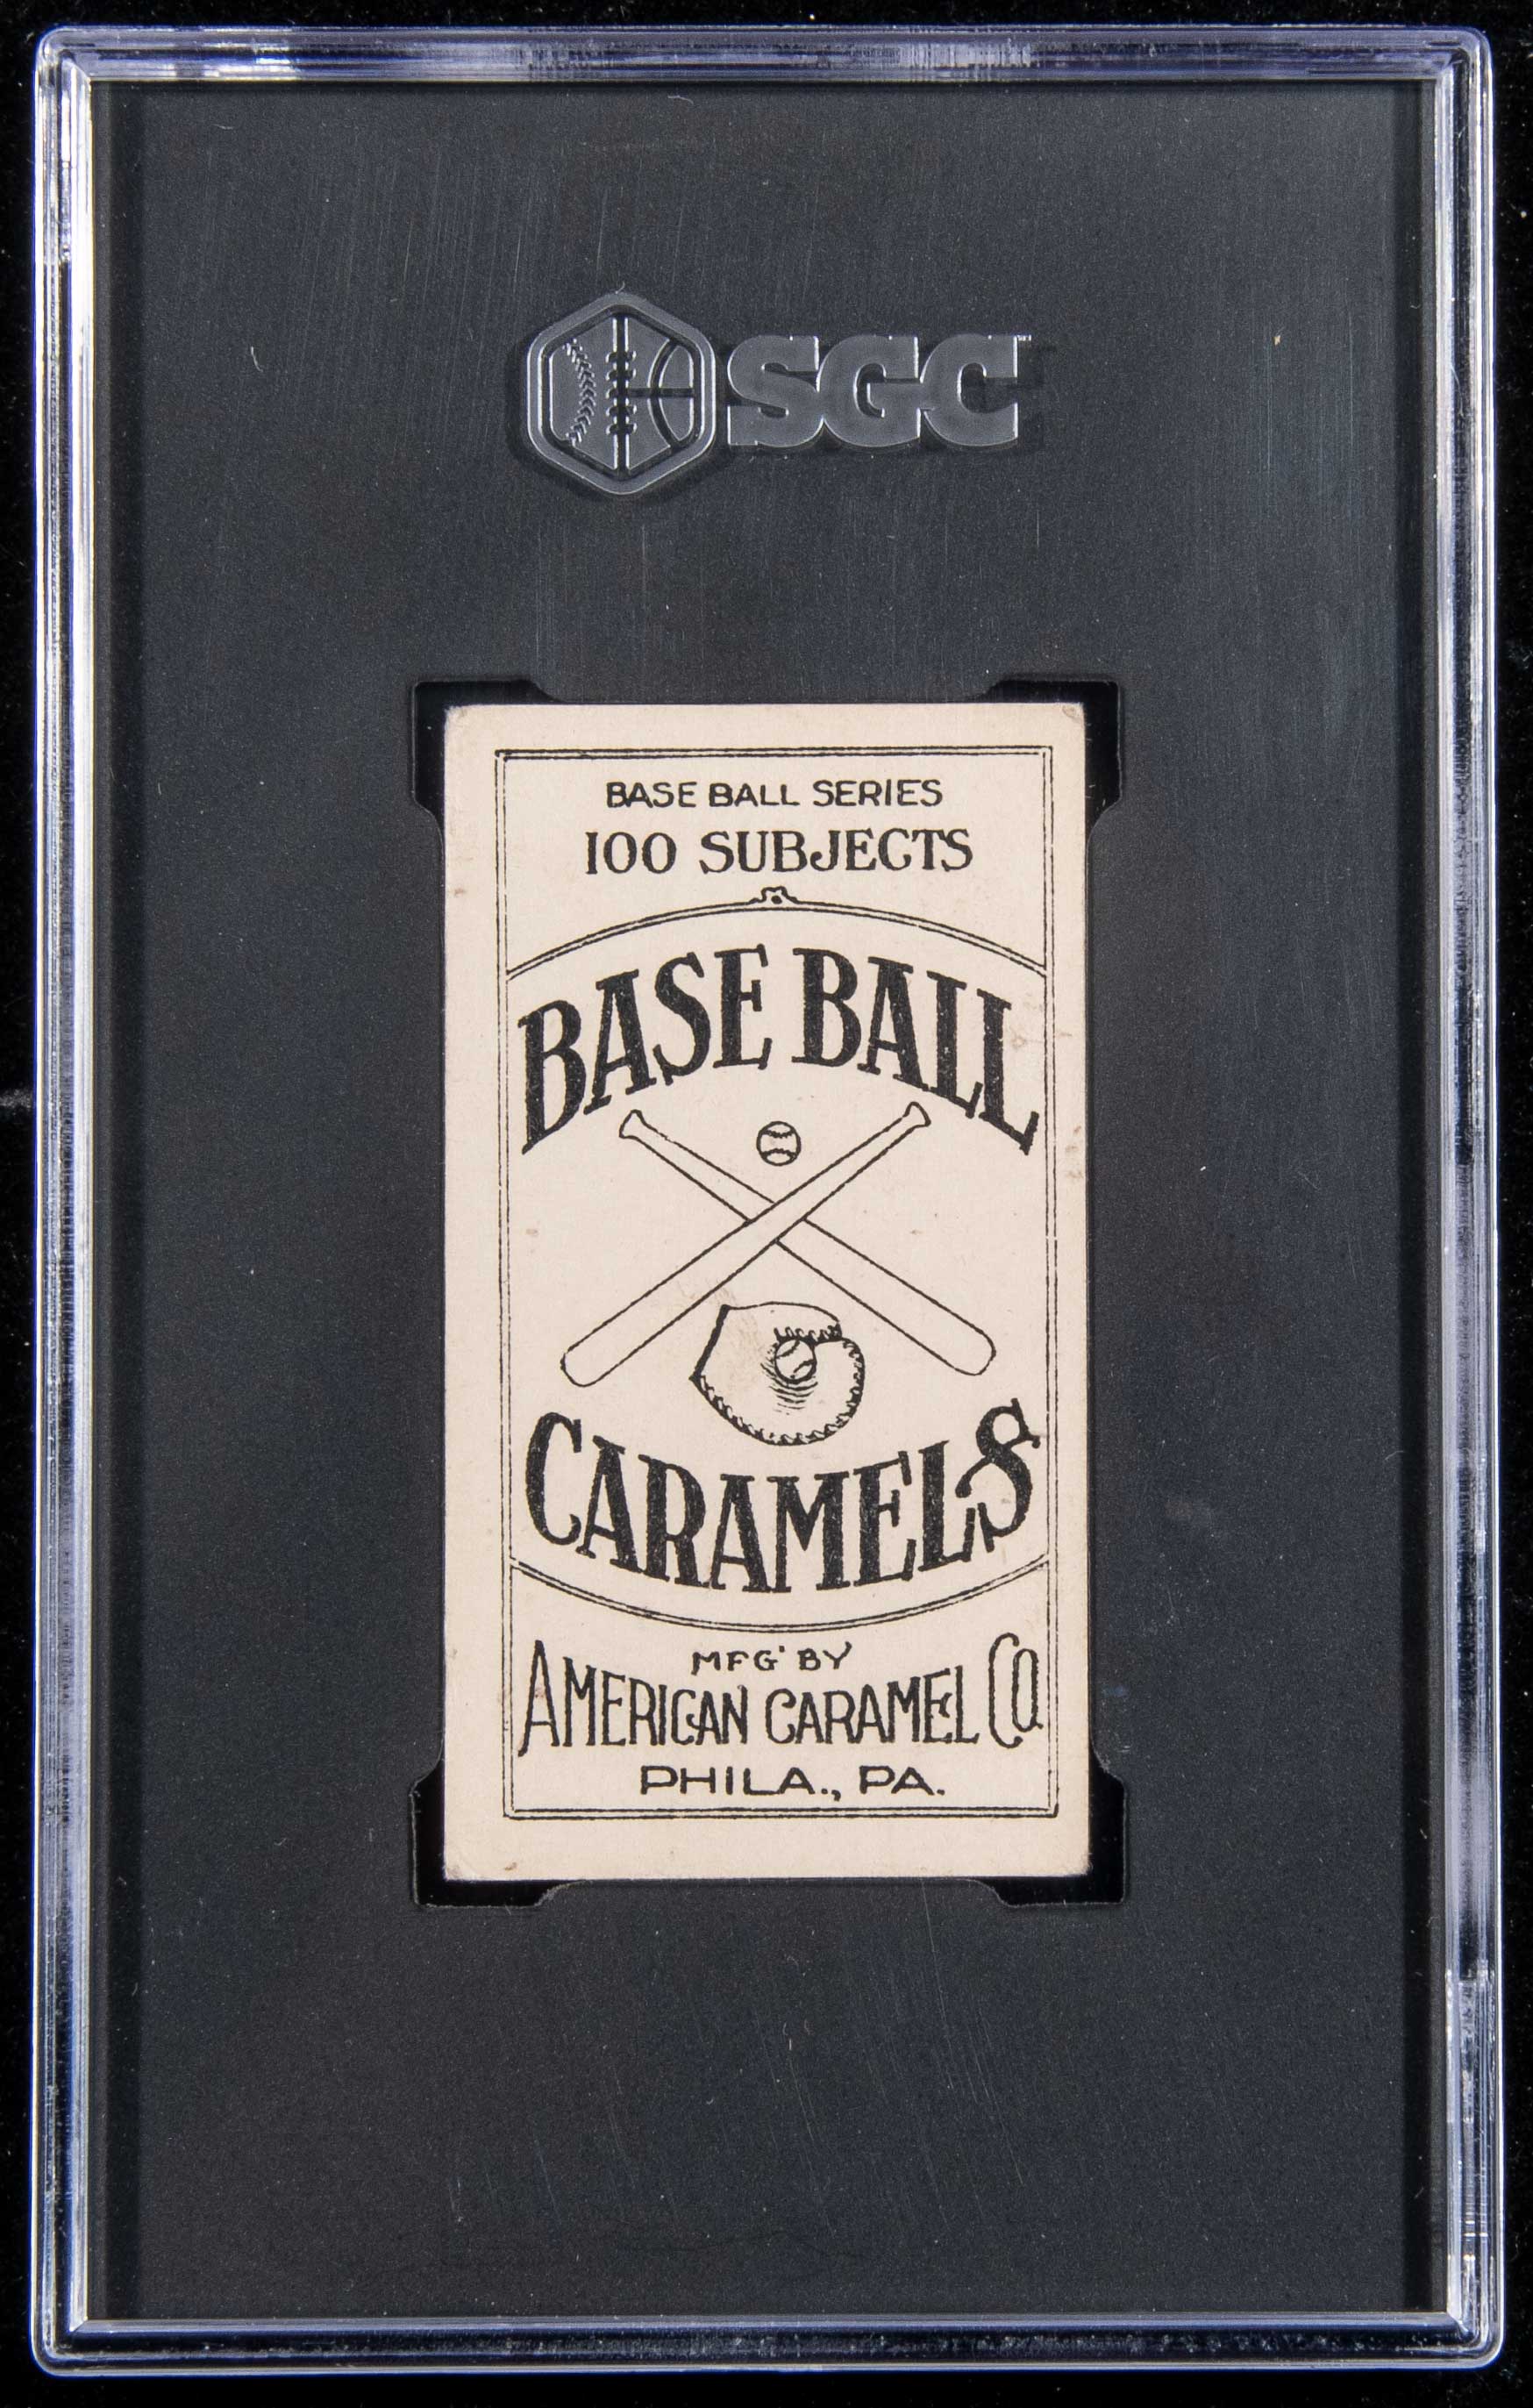 SGC
BASE BALL SERIES
100 SUBJECTS
BASE BALL
CARAMELS
MFG' BY
AMERICAN CARAMEL CO
PHILA., PA.